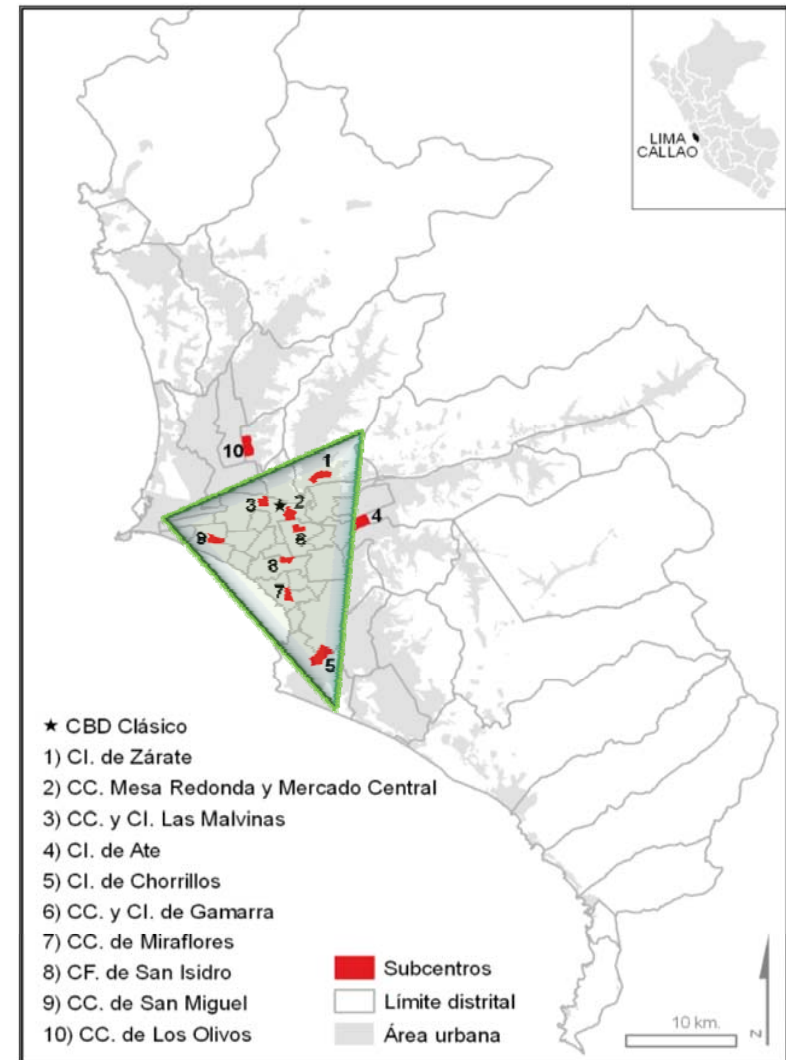 LIMA
CALLAO
10
1
3
2
4
6
9
8
7
5
★ CBD Clásico
1) CI. de Zárate
2) CC. Mesa Redonda y Mercado Central
3) CC. y CI. Las Malvinas
4) CI. de Ate
5) CI. de Chorrillos
6) CC. y CI. de Gamarra
7) CC. de Miraflores
8) CF. de San Isidro
9) CC. de San Miguel
10) CC. de Los Olivos
Subcentros
Límite distrital
Área urbana
10 km.
N